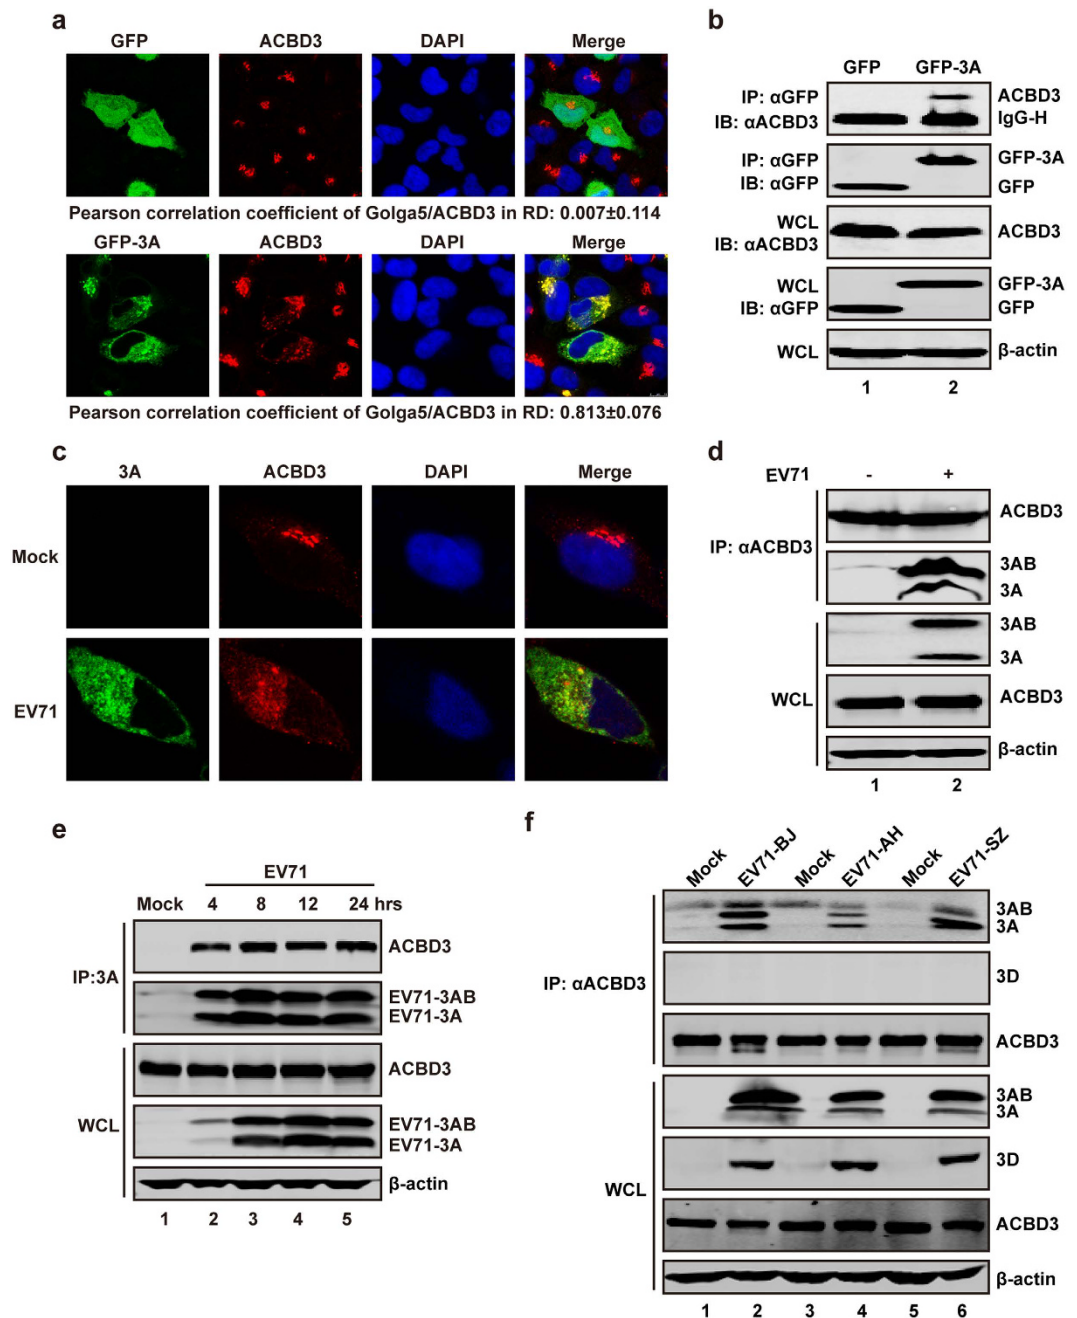 a
GFP ACBD3 DAPI Merge
Pearson correlation coefficient of Golga5/ACBD3 in RD: 0.007±0.114
GFP-3A ACBD3 DAPI Merge
Pearson correlation coefficient of Golga5/ACBD3 in RD: 0.813±0.076
b
GFP GFP-3A
IP: αGFP ACBD3
IB: αACBD3 IgG-H
IP: αGFP GFP-3A
IB: αGFP GFP
WCL
IB: αACBD3 ACBD3
WCL GFP-3A
IB: αGFP GFP
WCL β-actin
1 2
c
3A ACBD3 DAPI Merge
Mock
EV71
d
EV71 - +
ACBD3
IP: αACBD3
3AB
3A
3AB
3A
WCL
ACBD3
β-actin
1 2
e
EV71
Mock 4 8 12 24 hrs
ACBD3
IP:3A
EV71-3AB
EV71-3A
ACBD3
WCL
EV71-3AB
EV71-3A
β-actin
1 2 3 4 5
f
Mock EV71-BJ Mock EV71-AH Mock EV71-SZ
3AB
3A
IP: αACBD3 3D
ACBD3
3AB
3A
3D
WCL
ACBD3
β-actin
1 2 3 4 5 6